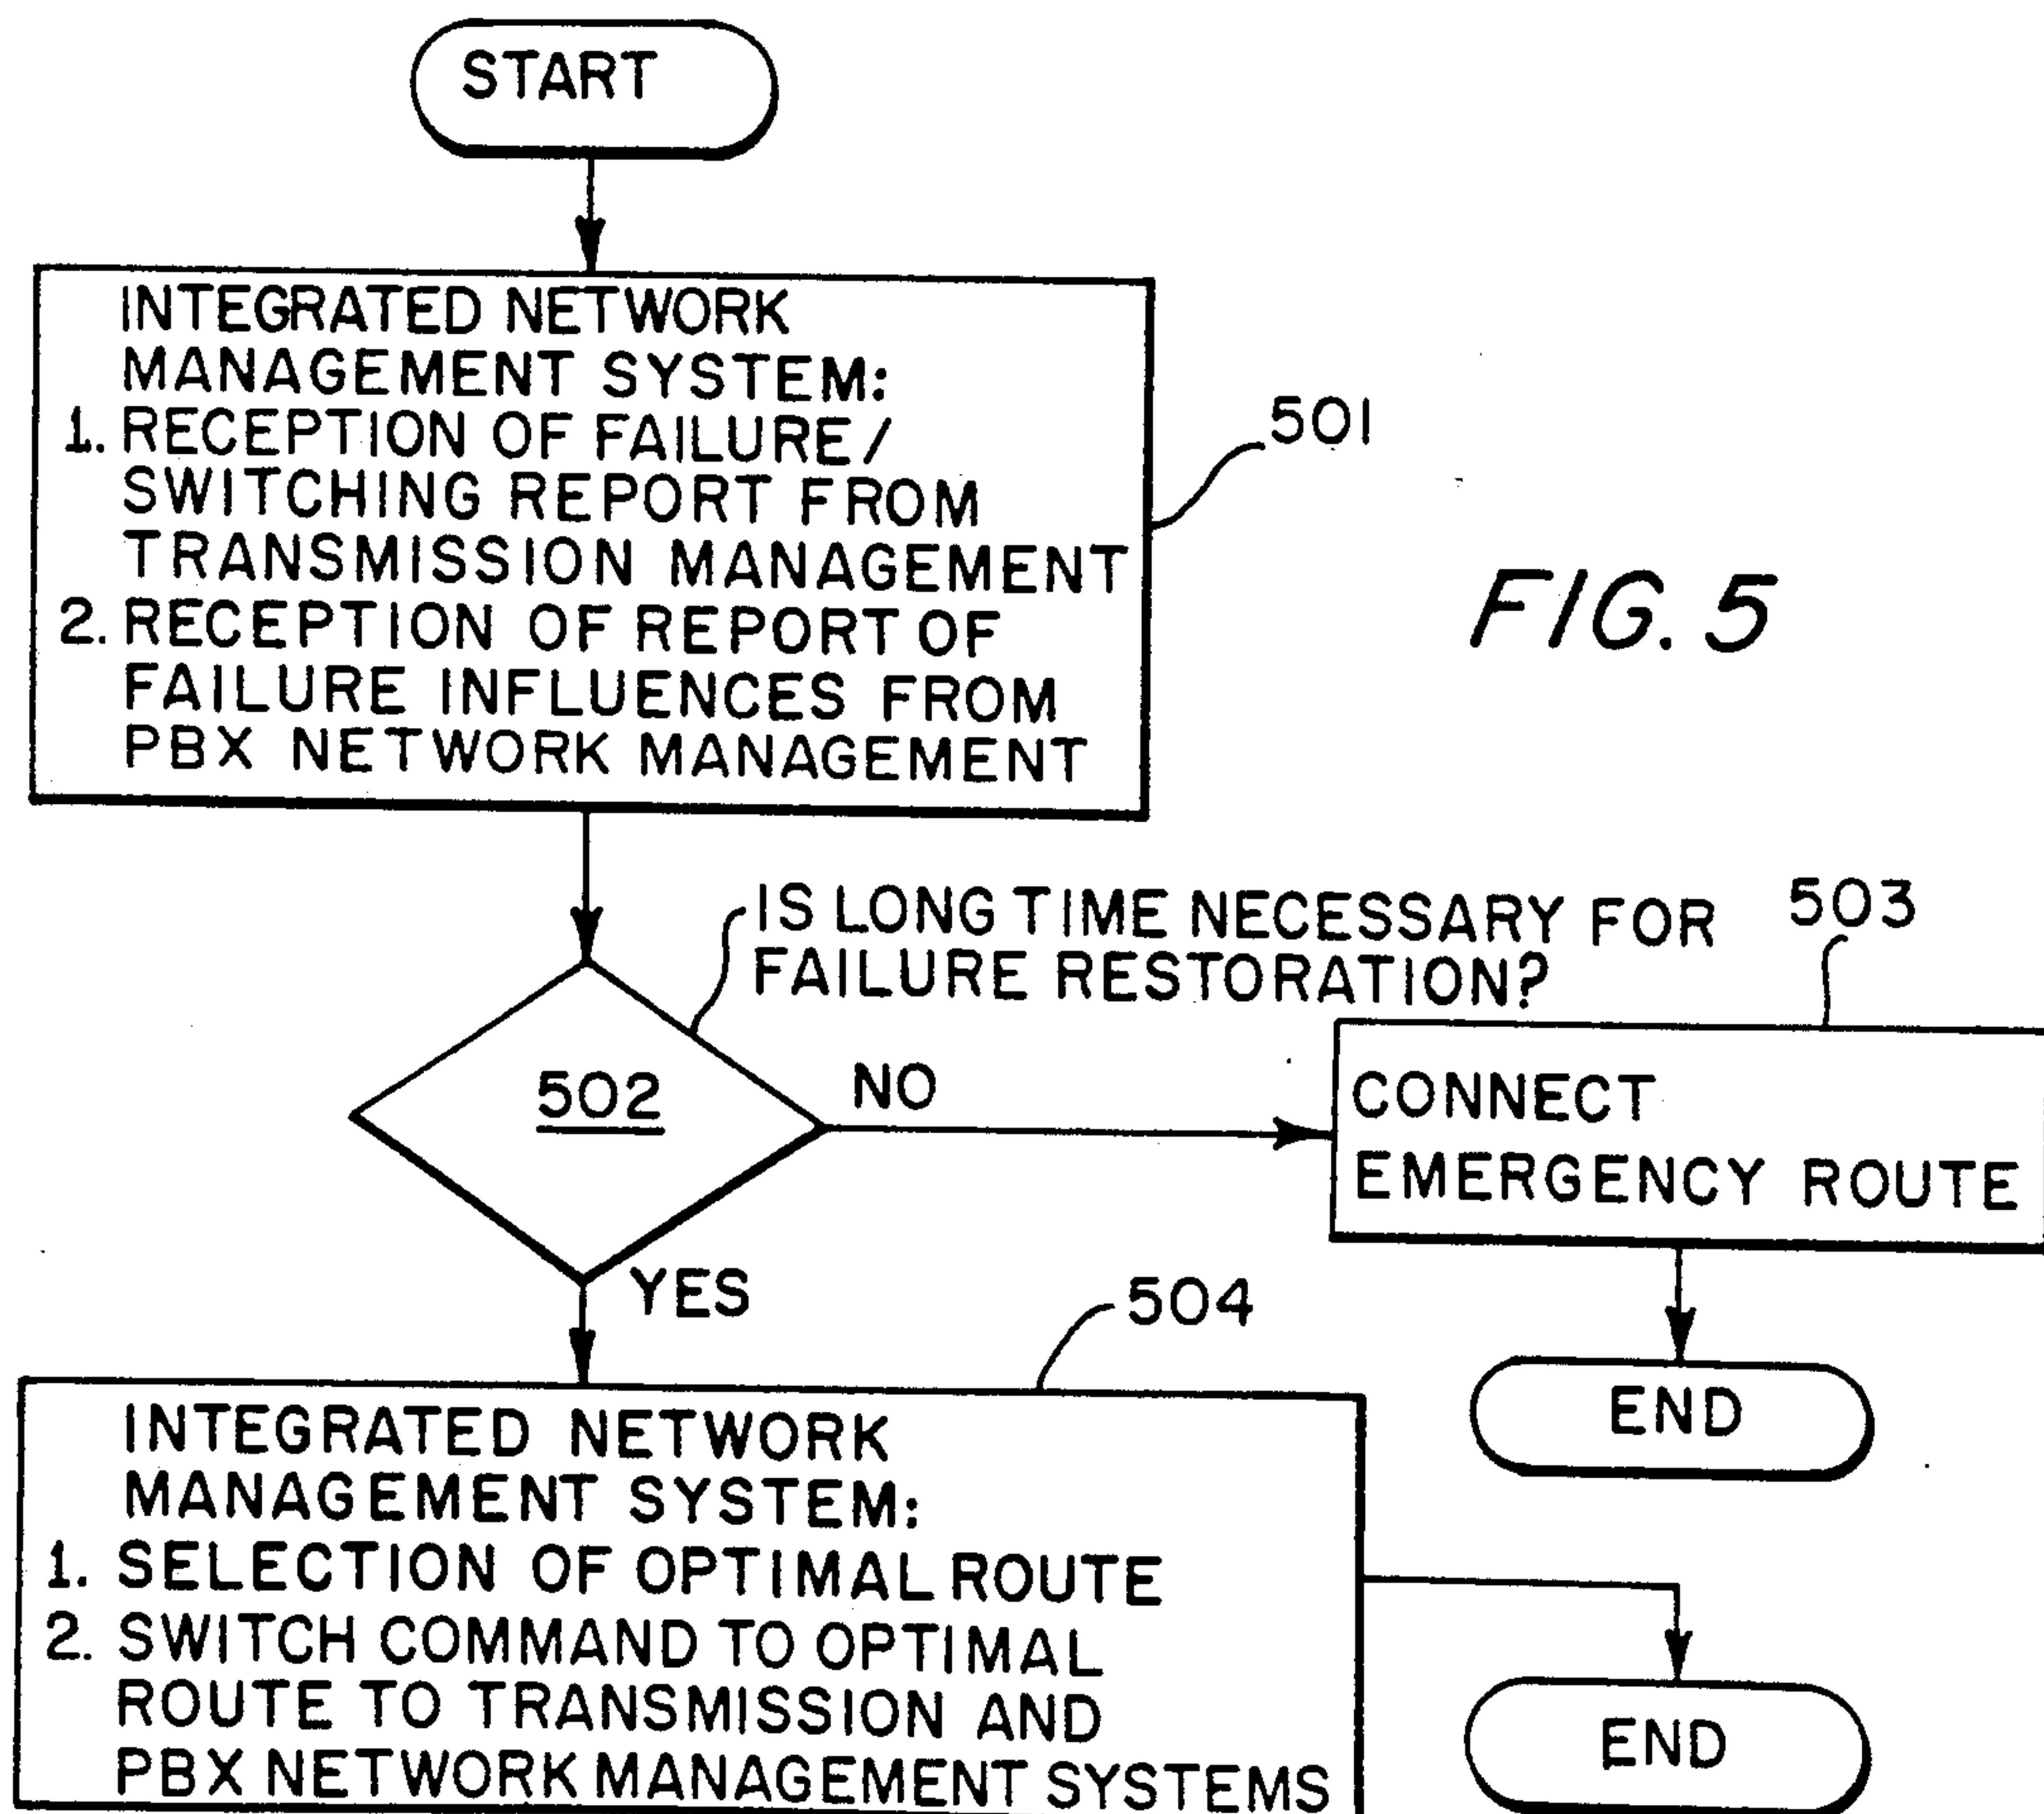 START
INTEGRATED NETWORK
MANAGEMENT SYSTEM:
1. RECEPTION OF FAILURE/
SWITCHING REPORT FROM
TRANSMISSION MANAGEMENT
2. RECEPTION OF REPORT OF
FAILURE INFLUENCES FROM
PBX NETWORK MANAGEMENT
501
FIG. 5
IS LONG TIME NECESSARY FOR
FAILURE RESTORATION?
503
502
NO
CONNECT
EMERGENCY ROUTE
YES
504
END
INTEGRATED NETWORK
MANAGEMENT SYSTEM:
1. SELECTION OF OPTIMAL ROUTE
2. SWITCH COMMAND TO OPTIMAL
ROUTE TO TRANSMISSION AND
PBX NETWORK MANAGEMENT SYSTEMS
END